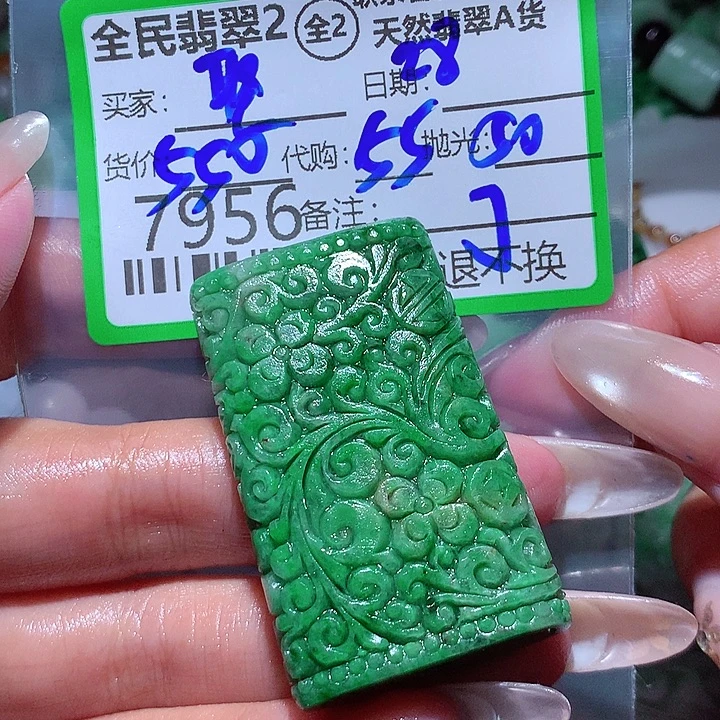 全民翡翠2 全2 天然翡翠A货
买家: 日期: 28
货价 550 代购: 55 抛光: 50
7956 备注:
退不换